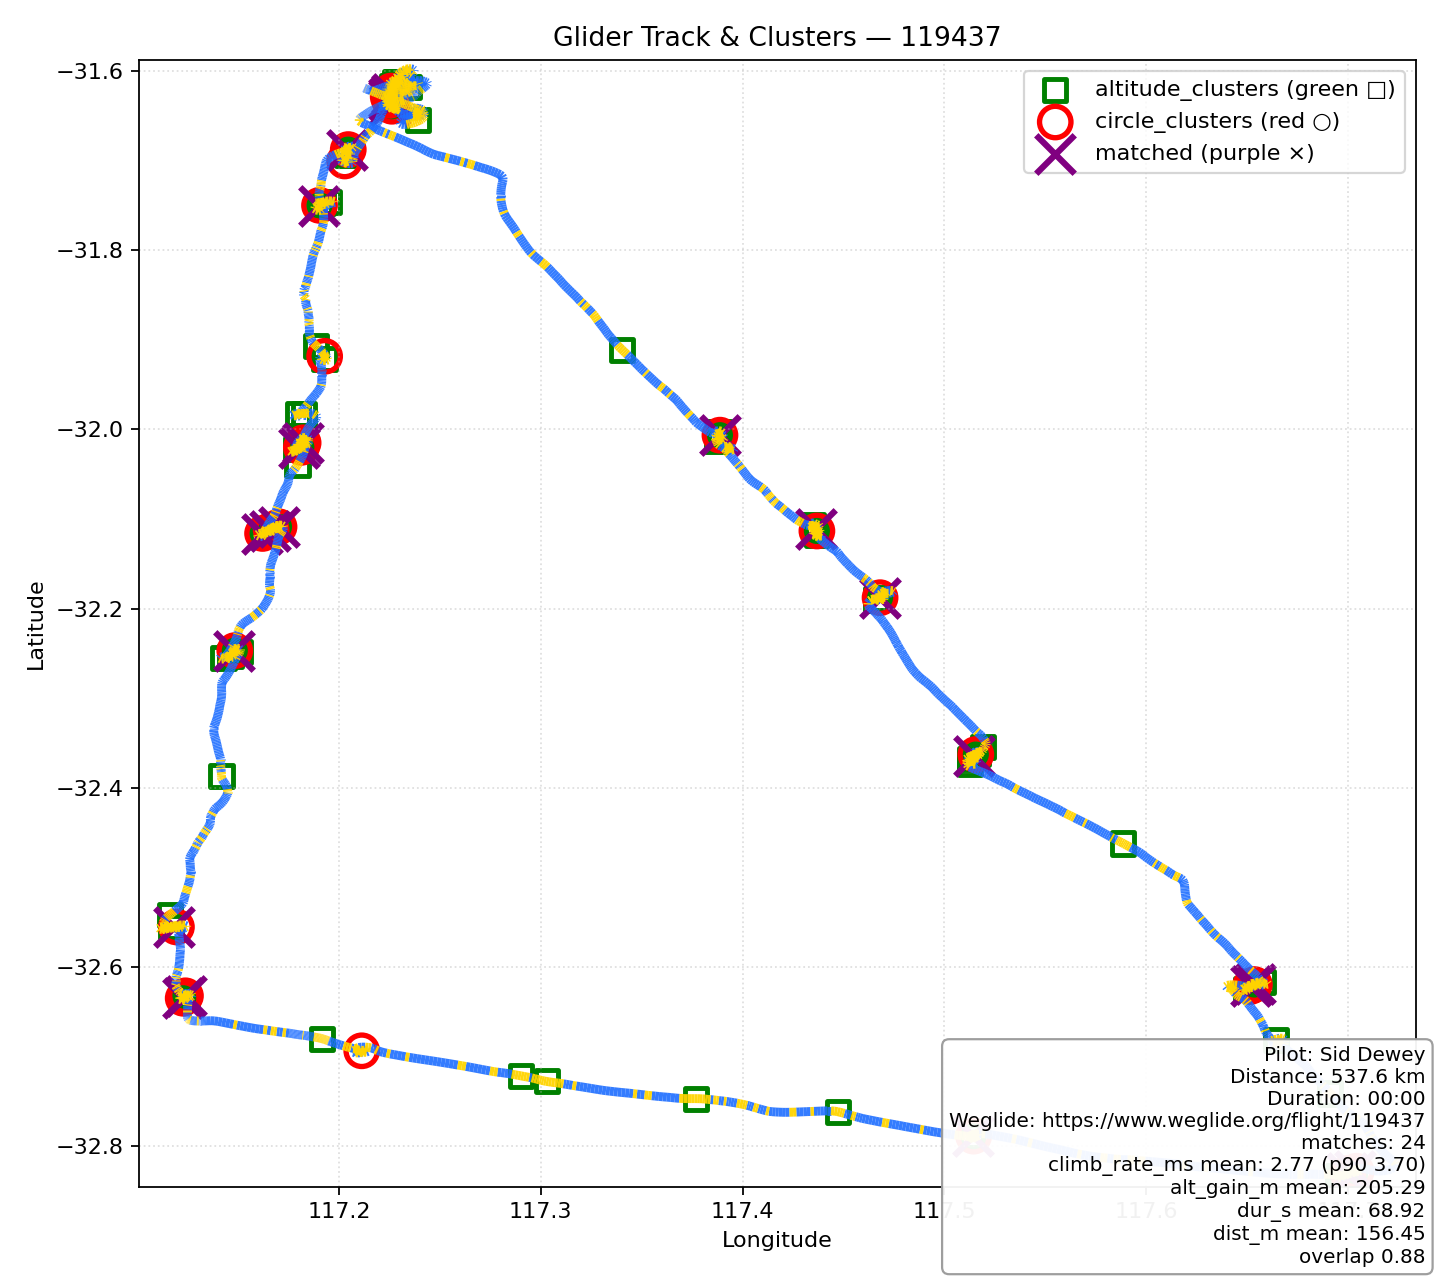 Glider Track & Clusters — 119437
altitude_clusters (green □)
circle_clusters (red ○)
matched (purple ×)
Latitude
−31.6
−31.8
−32.0
−32.2
−32.4
−32.6
−32.8
117.2
117.3
117.4
117.5
117.6
Longitude
Pilot: Sid Dewey
Distance: 537.6 km
Duration: 00:00
Weglide: https://www.weglide.org/flight/119437
matches: 24
climb_rate_ms mean: 2.77 (p90 3.70)
alt_gain_m mean: 205.29
dur_s mean: 68.92
dist_m mean: 156.45
overlap 0.88